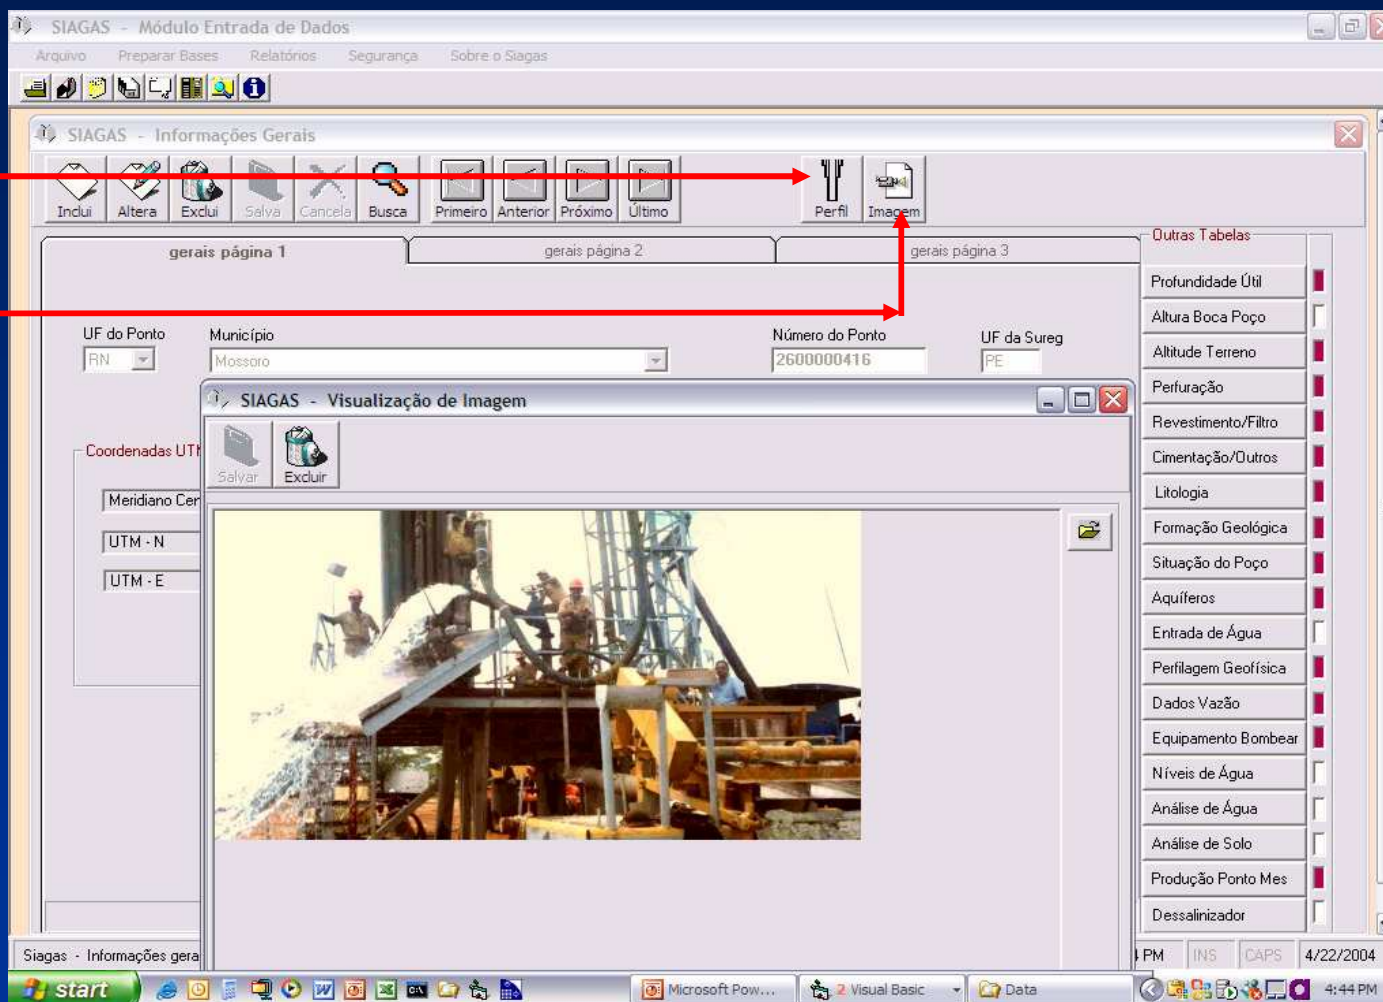 SIAGAS - Módulo Entrada de Dados
Arquivo Preparar Bases Relatórios Segurança Sobre o Siagas
SIAGAS - Informações Gerais
Inclui Altera Exclui Salva Cancela Busca Primeiro Anterior Próximo Último Perfil Imagem
gerais página 1 gerais página 2 gerais página 3
Outras Tabelas
Profundidade Útil
Altura Boca Poço
Altitude Terreno
Perfuração
Revestimento/Filtro
Cimentação/Outros
Litologia
Formação Geológica
Situação do Poço
Aquíferos
Entrada de Água
Perfilagem Geofísica
Dados Vazão
Equipamento Bombear
Níveis de Água
Análise de Água
Análise de Solo
Produção Ponto Mes
Dessalinizador
UF do Ponto Município Número do Ponto UF da Sureg
RN Mossoro 2600000416 PE
SIAGAS - Visualização de Imagem
Salvar Excluir
Coordenadas UTM
Meridiano Cer
UTM - N
UTM - E
Siagas - Informações gera PM INS CAPS 4/22/2004
start Microsoft Pow... 2 Visual Basic Data 4:44 PM